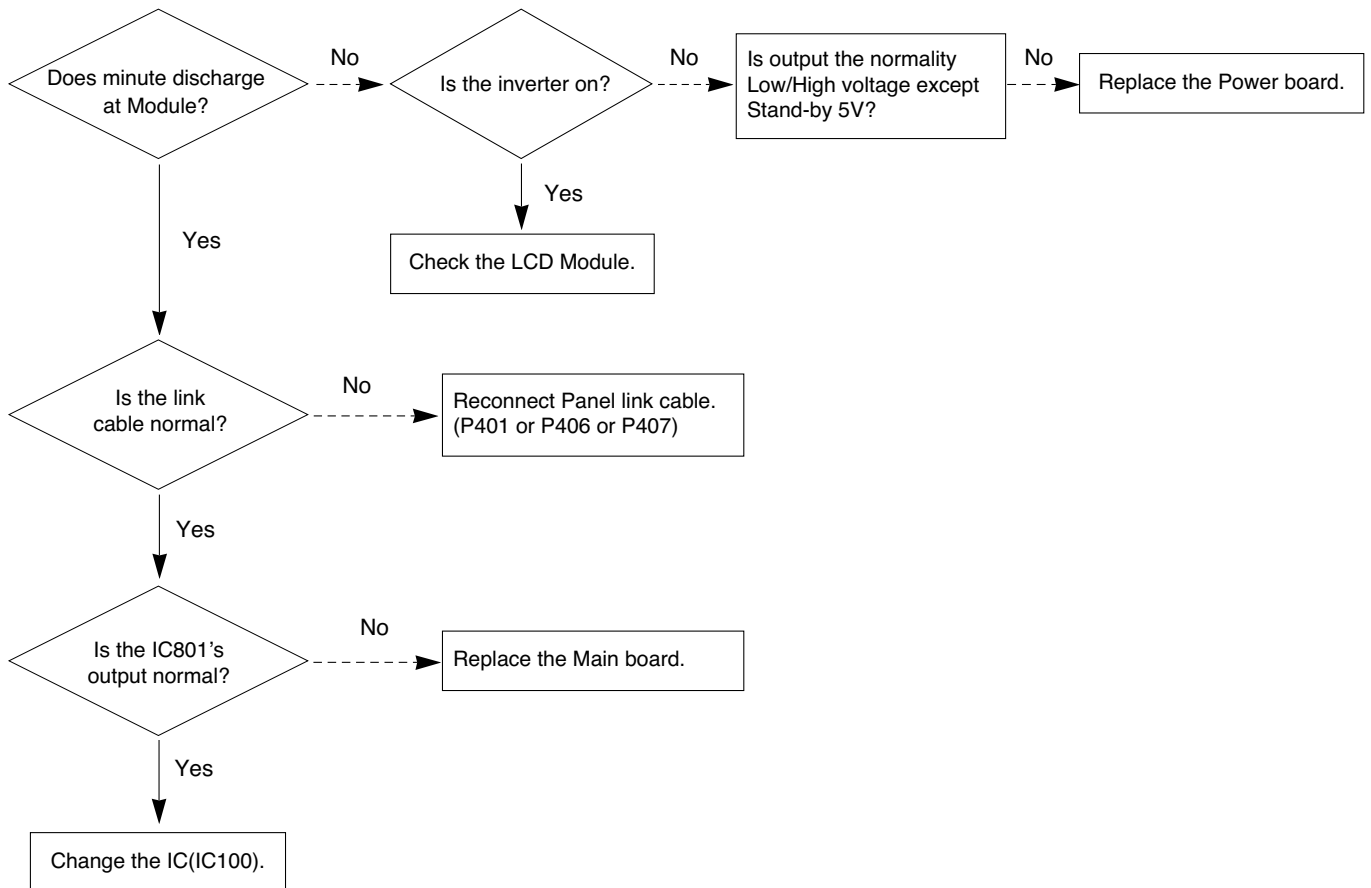 Does minute discharge
at Module?
No
Is the inverter on?
No
Is output the normality
Low/High voltage except
Stand-by 5V?
No
Replace the Power board.
Yes
Check the LCD Module.
Yes
Is the link
cable normal?
No
Reconnect Panel link cable.
(P401 or P406 or P407)
Yes
Is the IC801's
output normal?
No
Replace the Main board.
Yes
Change the IC(IC100).